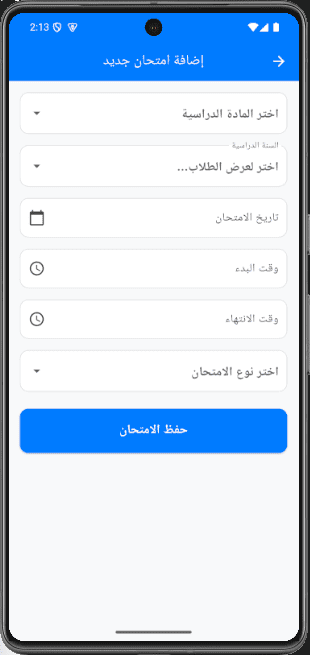 2:13
إضافة امتحان جديد
اختر المادة الدراسية
السنة الدراسية
اختر لعرض الطلاب...
تاريخ الامتحان
وقت البدء
وقت الانتهاء
اختر نوع الامتحان
حفظ الامتحان